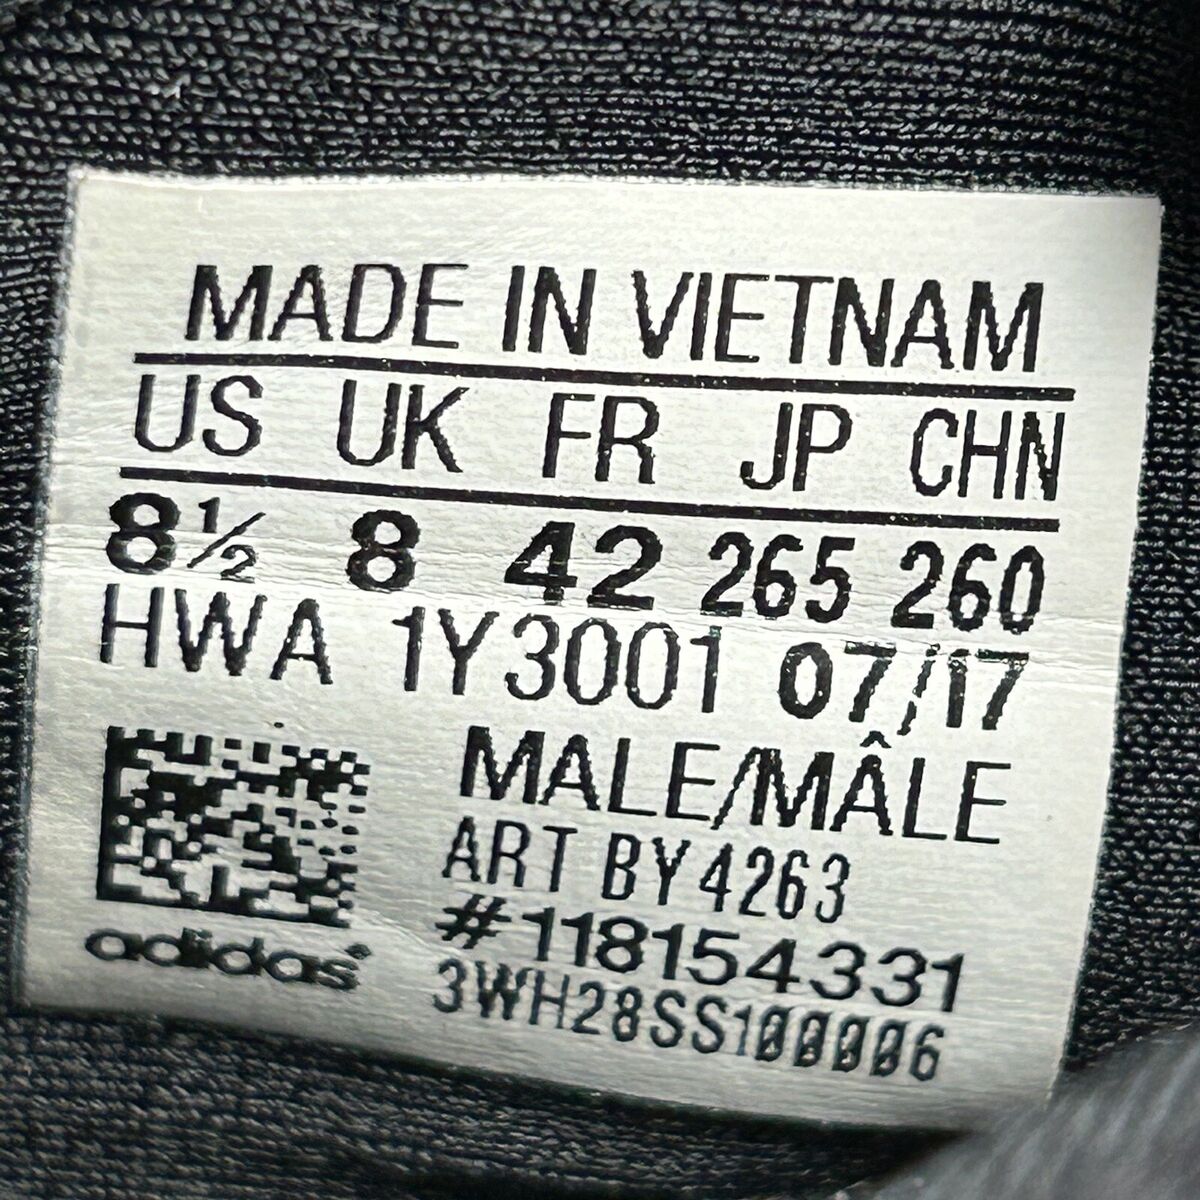 MADE IN VIETNAM
US UK FR JP CHN
8½ 8 42 265 260
HWA 1Y3001 07/17
MALE/MÂLE
ART BY4263
#118154331
3WH28SS100006
adidas